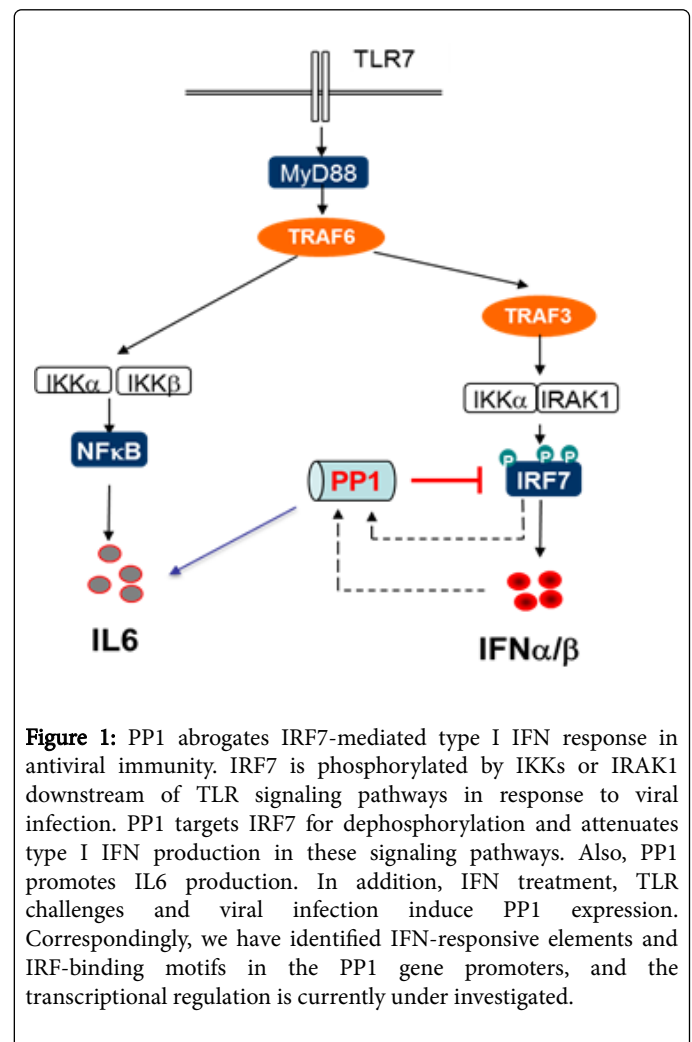 TLR7
MyD88
TRAF6
TRAF3
IKKα IKKβ
IKKα IRAK1
NFκB
P P P
PP1
IRF7
IL6
IFNα/β
Figure 1: PP1 abrogates IRF7-mediated type I IFN response in
antiviral immunity. IRF7 is phosphorylated by IKKs or IRAK1
downstream of TLR signaling pathways in response to viral
infection. PP1 targets IRF7 for dephosphorylation and attenuates
type I IFN production in these signaling pathways. Also, PP1
promotes IL6 production. In addition, IFN treatment, TLR
challenges and viral infection induce PP1 expression.
Correspondingly, we have identified IFN-responsive elements and
IRF-binding motifs in the PP1 gene promoters, and the
transcriptional regulation is currently under investigated.